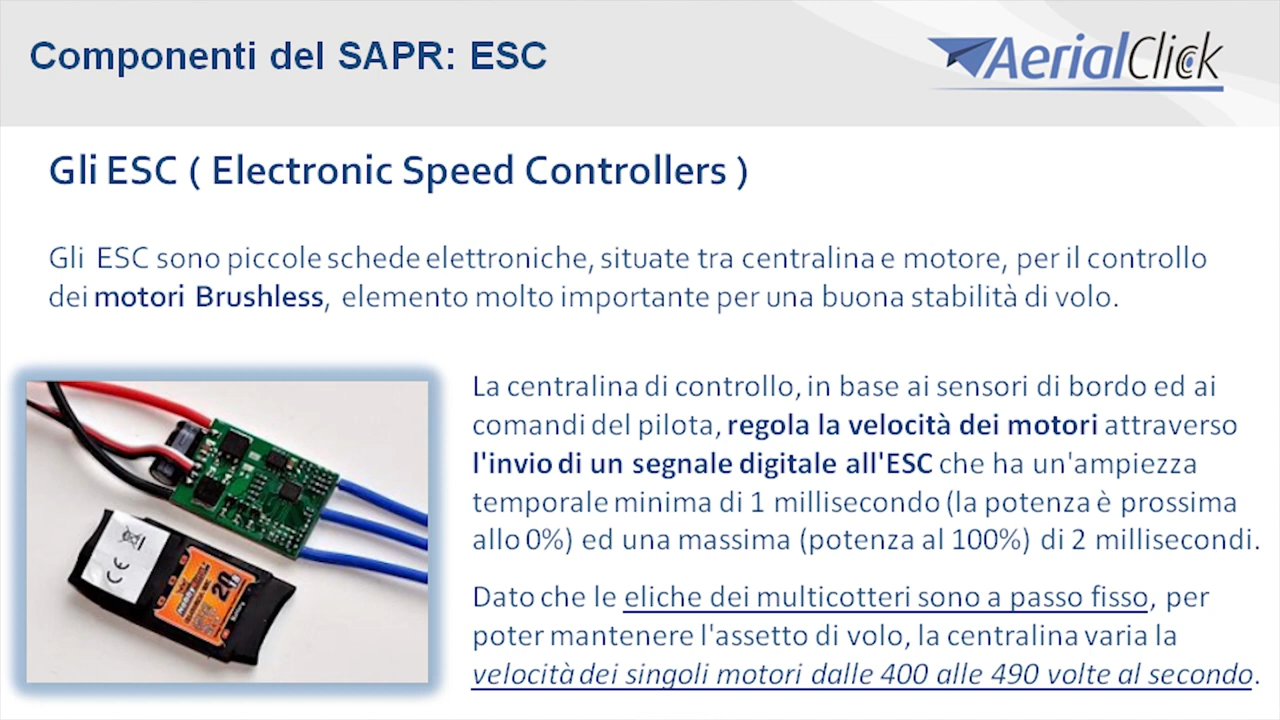 Componenti del SAPR: ESC
AerialClick
Gli ESC ( Electronic Speed Controllers )
Gli ESC sono piccole schede elettroniche, situate tra centralina e motore, per il controllo
dei motori Brushless, elemento molto importante per una buona stabilità di volo.
La centralina di controllo, in base ai sensori di bordo ed ai
comandi del pilota, regola la velocità dei motori attraverso
l'invio di un segnale digitale all'ESC che ha un'ampiezza
temporale minima di 1 millisecondo (la potenza è prossima
allo 0%) ed una massima (potenza al 100%) di 2 millisecondi.
Dato che le eliche dei multicotteri sono a passo fisso, per
poter mantenere l'assetto di volo, la centralina varia la
velocità dei singoli motori dalle 400 alle 490 volte al secondo.
CE
20